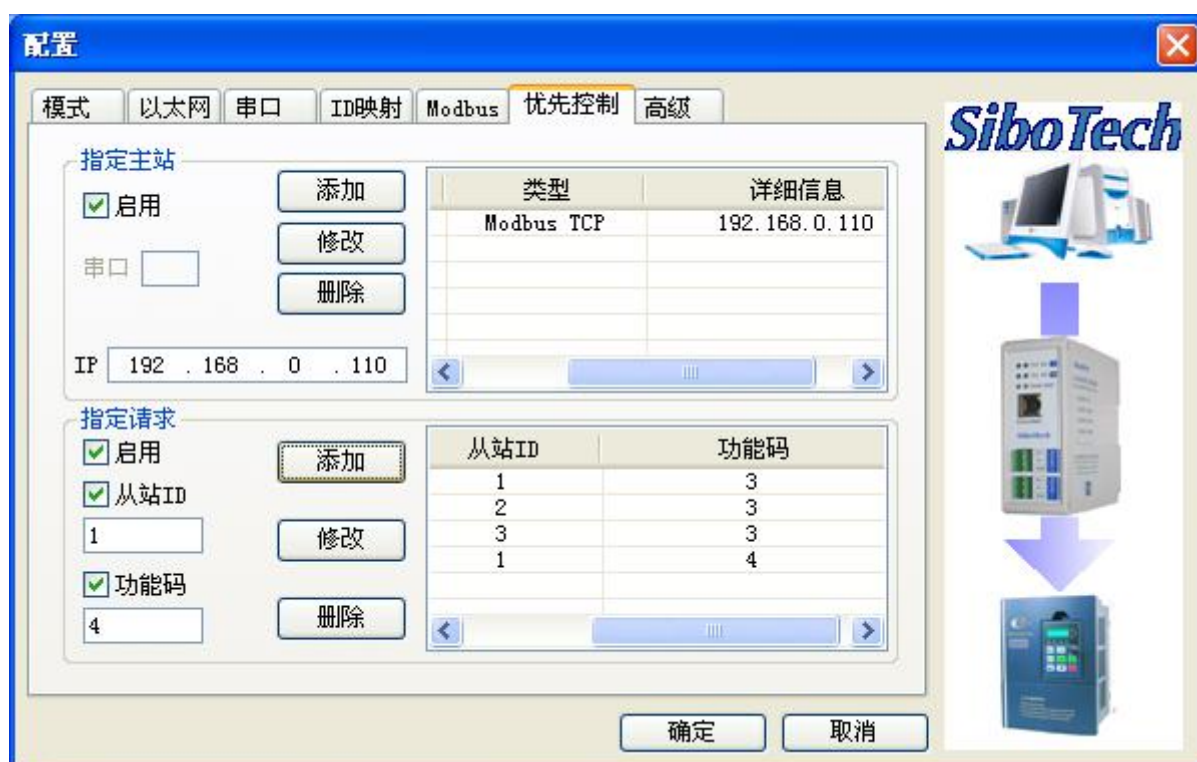 配置
模式 以太网 串口 ID映射 Modbus 优先控制 高级
SiboTech
指定主站
启用
添加
修改
删除
串口
IP 192 . 168 . 0 . 110
类型 详细信息
Modbus TCP 192.168.0.110
指定请求
启用
添加
从站ID
1
修改
功能码
4
删除
从站ID 功能码
1 3
2 3
3 3
1 4
确定 取消